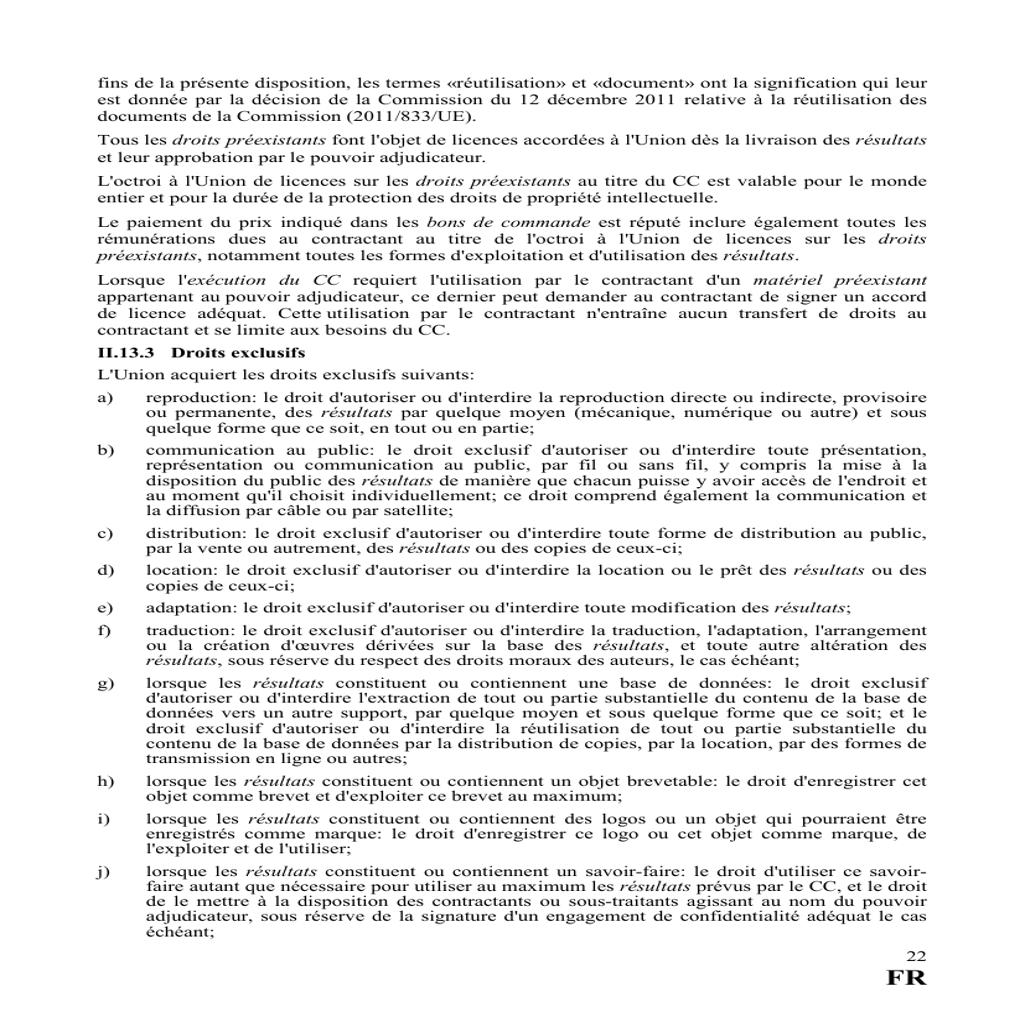 fins de la présente disposition, les termes «réutilisation» et «document» ont la signification qui leur
est donnée par la décision de la Commission du 12 décembre 2011 relative à la réutilisation des
documents de la Commission (2011/833/UE).
Tous les droits préexistants font l'objet de licences accordées à l'Union dès la livraison des résultats
et leur approbation par le pouvoir adjudicateur.
L'octroi à l'Union de licences sur les droits préexistants au titre du CC est valable pour le monde
entier et pour la durée de la protection des droits de propriété intellectuelle.
Le paiement du prix indiqué dans les bons de commande est réputé inclure également toutes les
rémunérations dues au contractant au titre de l'octroi à l'Union de licences sur les droits
préexistants, notamment toutes les formes d'exploitation et d'utilisation des résultats.
Lorsque l'exécution du CC requiert l'utilisation par le contractant d'un matériel préexistant
appartenant au pouvoir adjudicateur, ce dernier peut demander au contractant de signer un accord
de licence adéquat. Cette utilisation par le contractant n'entraîne aucun transfert de droits au
contractant et se limite aux besoins du CC.
II.13.3 Droits exclusifs
L'Union acquiert les droits exclusifs suivants:
a) reproduction: le droit d'autoriser ou d'interdire la reproduction directe ou indirecte, provisoire
ou permanente, des résultats par quelque moyen (mécanique, numérique ou autre) et sous
quelque forme que ce soit, en tout ou en partie;
b) communication au public: le droit exclusif d'autoriser ou d'interdire toute présentation,
représentation ou communication au public, par fil ou sans fil, y compris la mise à la
disposition du public des résultats de manière que chacun puisse y avoir accès de l'endroit et
au moment qu'il choisit individuellement; ce droit comprend également la communication et
la diffusion par câble ou par satellite;
c) distribution: le droit exclusif d'autoriser ou d'interdire toute forme de distribution au public,
par la vente ou autrement, des résultats ou des copies de ceux-ci;
d) location: le droit exclusif d'autoriser ou d'interdire la location ou le prêt des résultats ou des
copies de ceux-ci;
e) adaptation: le droit exclusif d'autoriser ou d'interdire toute modification des résultats;
f) traduction: le droit exclusif d'autoriser ou d'interdire la traduction, l'adaptation, l'arrangement
ou la création d'œuvres dérivées sur la base des résultats, et toute autre altération des
résultats, sous réserve du respect des droits moraux des auteurs, le cas échéant;
g) lorsque les résultats constituent ou contiennent une base de données: le droit exclusif
d'autoriser ou d'interdire l'extraction de tout ou partie substantielle du contenu de la base de
données vers un autre support, par quelque moyen et sous quelque forme que ce soit; et le
droit exclusif d'autoriser ou d'interdire la réutilisation de tout ou partie substantielle du
contenu de la base de données par la distribution de copies, par la location, par des formes de
transmission en ligne ou autres;
h) lorsque les résultats constituent ou contiennent un objet brevetable: le droit d'enregistrer cet
objet comme brevet et d'exploiter ce brevet au maximum;
i) lorsque les résultats constituent ou contiennent des logos ou un objet qui pourraient être
enregistrés comme marque: le droit d'enregistrer ce logo ou cet objet comme marque, de
l'exploiter et de l'utiliser;
j) lorsque les résultats constituent ou contiennent un savoir-faire: le droit d'utiliser ce savoir-
faire autant que nécessaire pour utiliser au maximum les résultats prévus par le CC, et le droit
de le mettre à la disposition des contractants ou sous-traitants agissant au nom du pouvoir
adjudicateur, sous réserve de la signature d'un engagement de confidentialité adéquat le cas
échéant;
22
FR